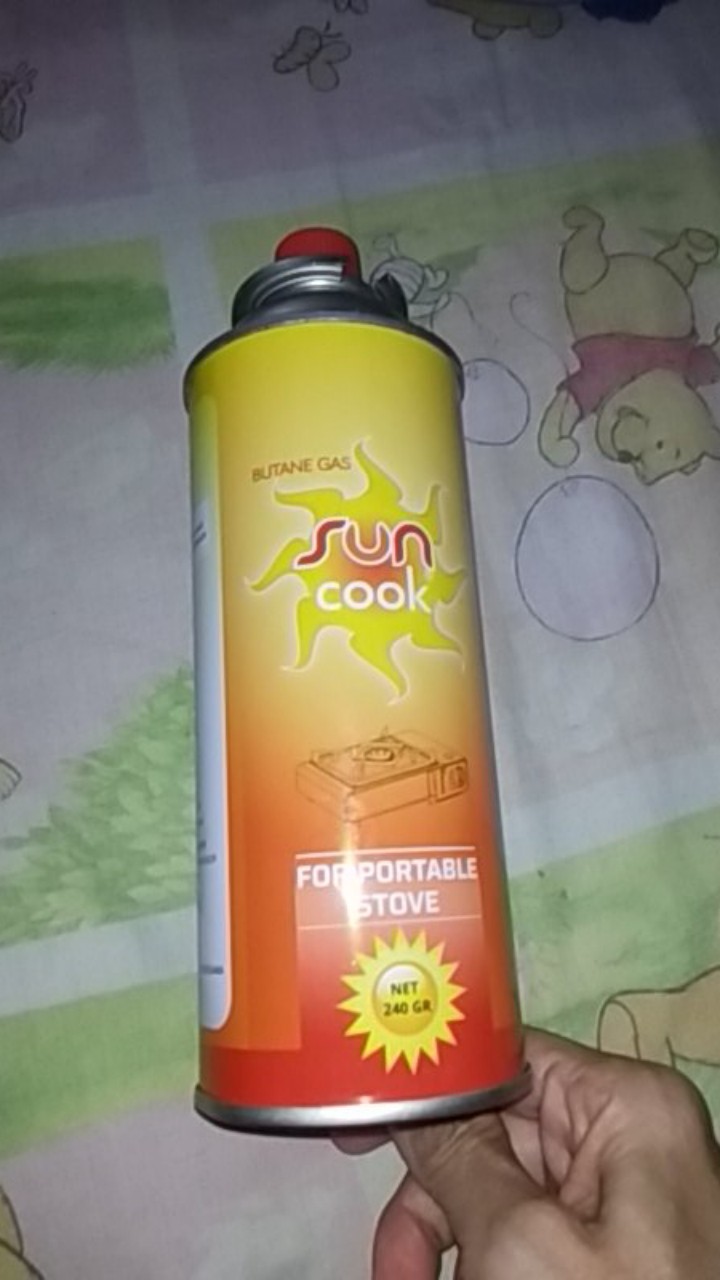 BUTANE GAS
sun
cook
FOR PORTABLE
STOVE
NET
240 GR